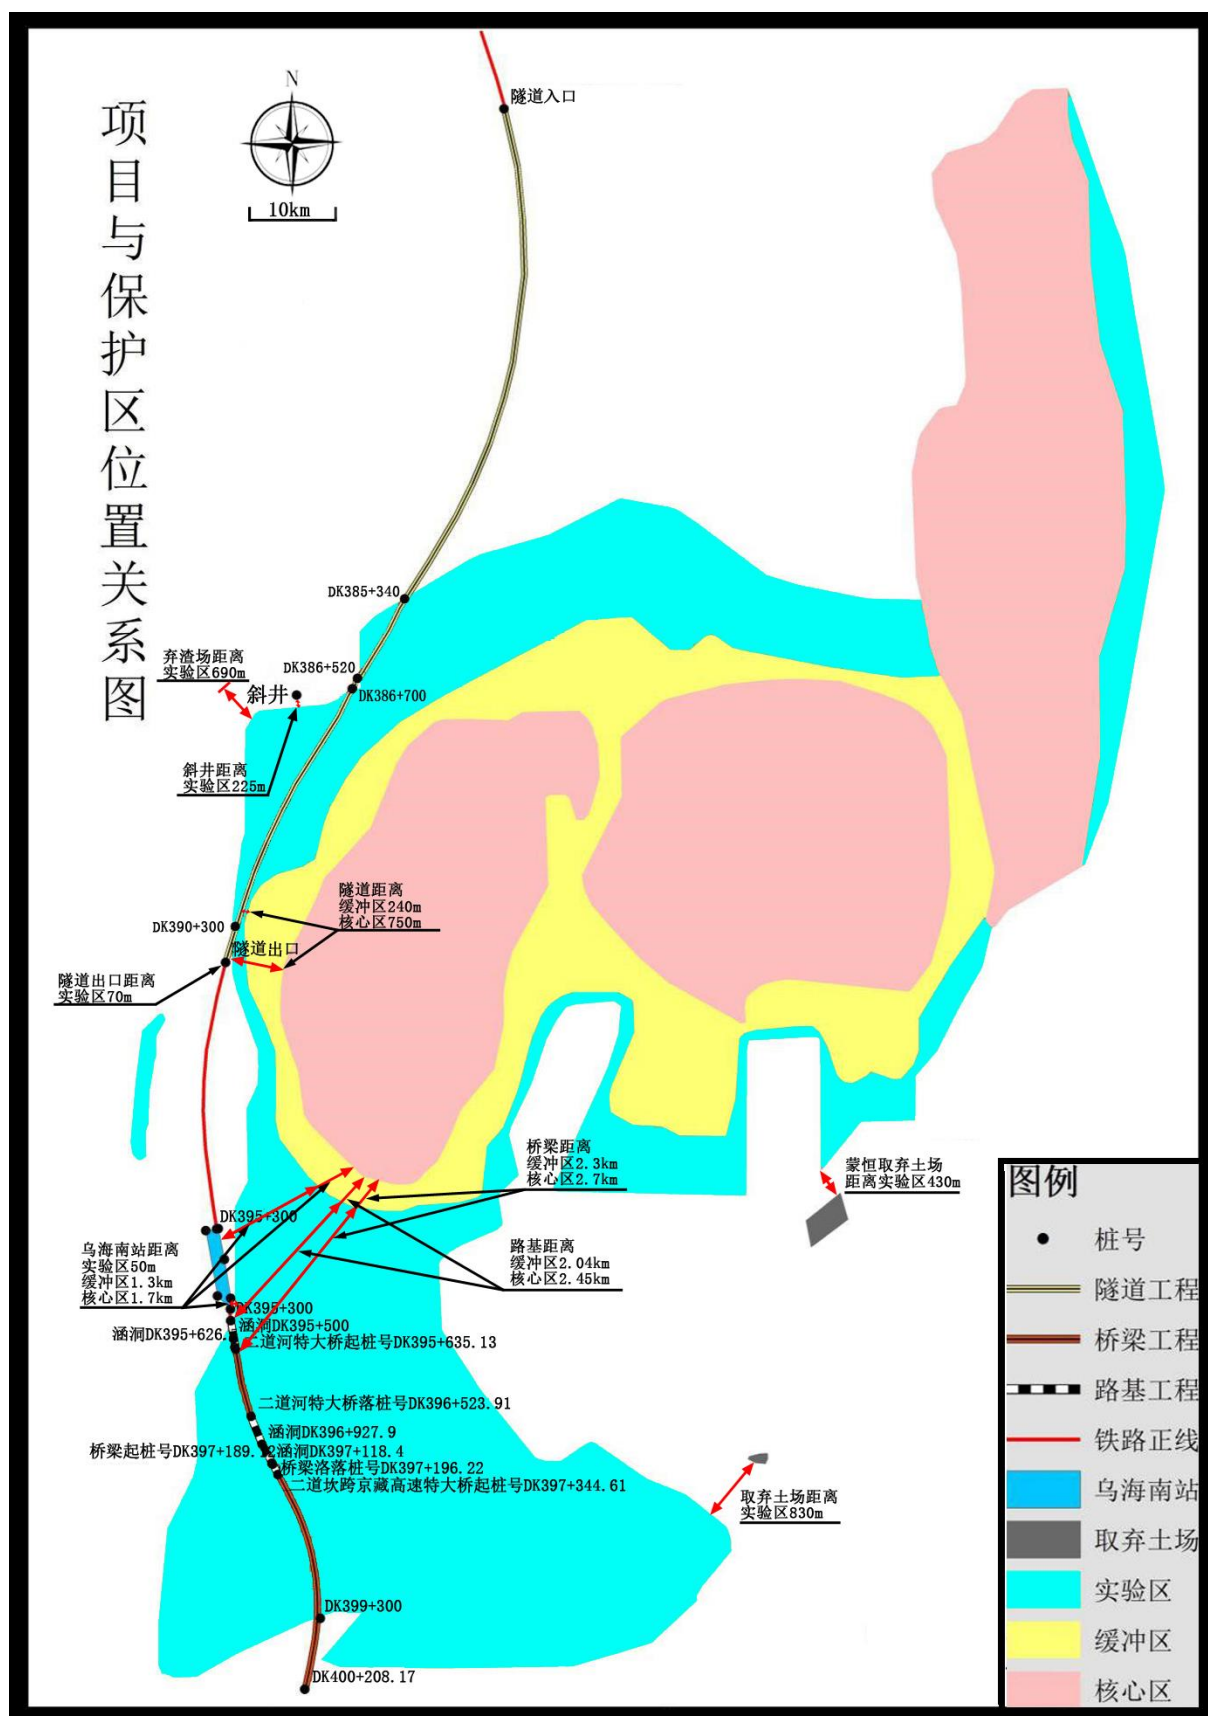 项目与保护区位置关系图
N
10km
隧道入口
DK385+340
DK386+520
DK386+700
弃渣场距离
实验区690m
斜井
斜井距离
实验区225m
隧道距离
缓冲区240m
核心区750m
DK390+300
隧道出口
隧道出口距离
实验区70m
桥梁距离
缓冲区2.3km
核心区2.7km
蒙恒取弃土场
距离实验区430m
DK395+300
乌海南站距离
实验区50m
缓冲区1.3km
核心区1.7km
路基距离
缓冲区2.04km
核心区2.45km
DK395+300
涵洞DK395+500
涵洞DK395+626.
二道河特大桥起桩号DK395+635.13
二道河特大桥落桩号DK396+523.91
涵洞DK396+927.9
桥梁起桩号DK397+189.12
涵洞DK397+118.4
桥梁洛落桩号DK397+196.22
二道坎跨京藏高速特大桥起桩号DK397+344.61
取弃土场距离
实验区830m
DK399+300
DK400+208.17
图例
桩号
隧道工程
桥梁工程
路基工程
铁路正线
乌海南站
取弃土场
实验区
缓冲区
核心区